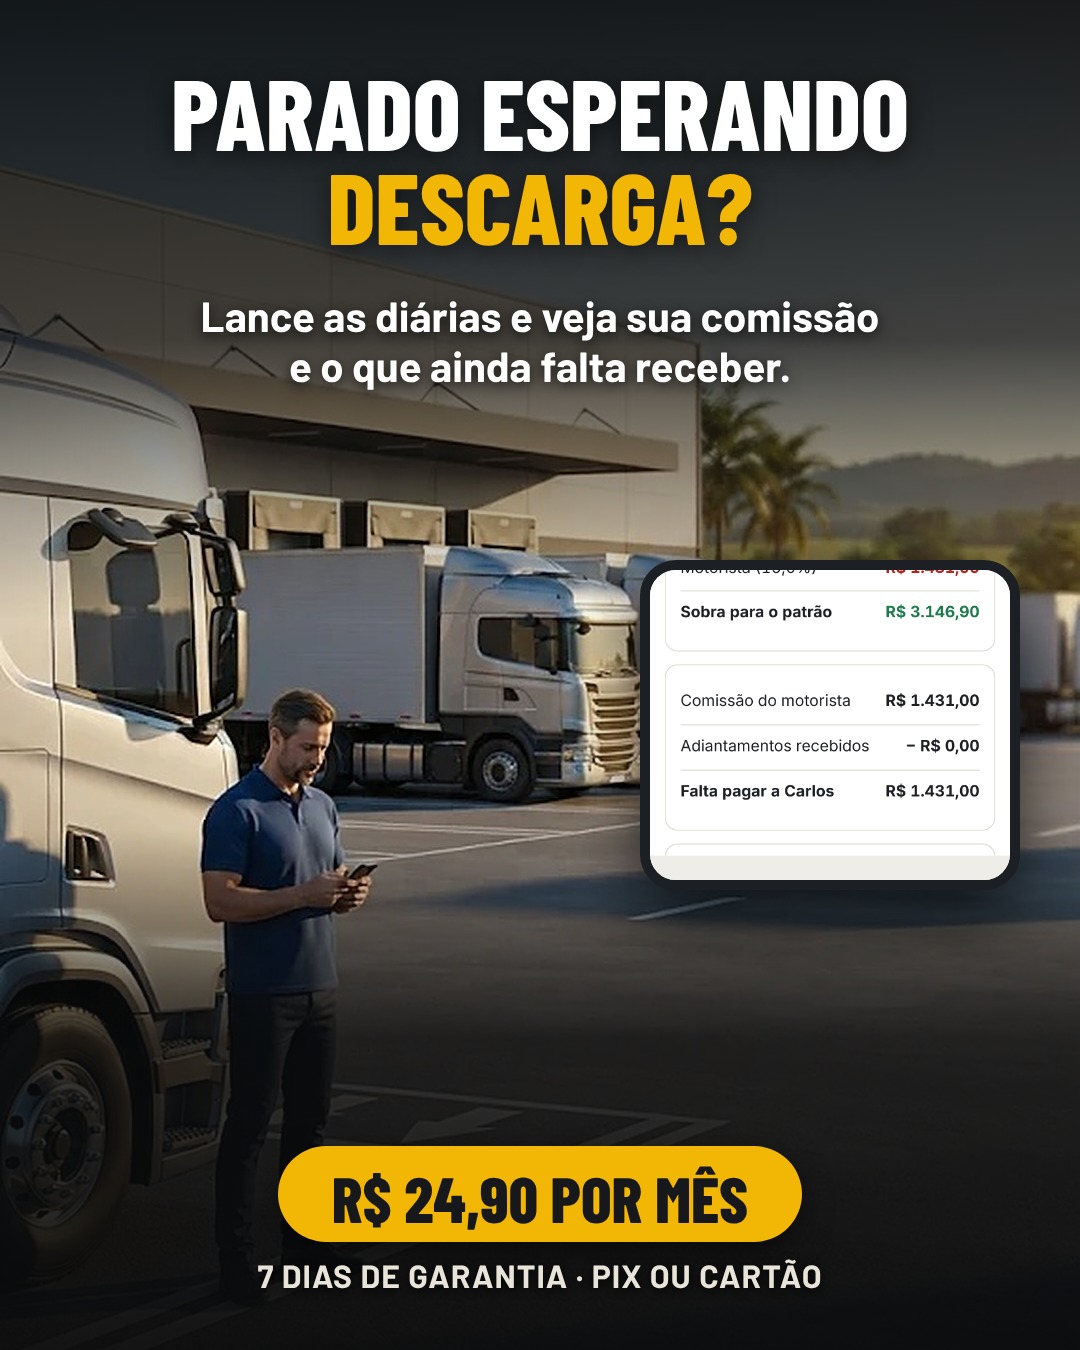 PARADO ESPERANDO
DESCARGA?
Lance as diárias e veja sua comissão
e o que ainda falta receber.
Sobra para o patrão R$ 3.146,90
Comissão do motorista R$ 1.431,00
Adiantamentos recebidos − R$ 0,00
Falta pagar a Carlos R$ 1.431,00
R$ 24,90 POR MÊS
7 DIAS DE GARANTIA · PIX OU CARTÃO